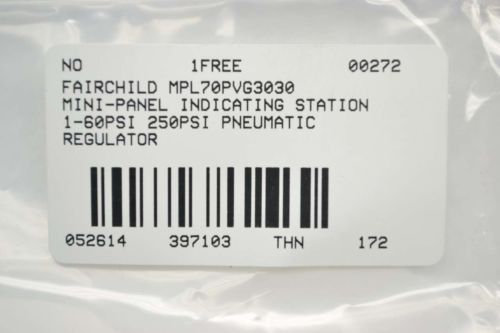 NO 1FREE 00272
FAIRCHILD MPL70PVG3030
MINI-PANEL INDICATING STATION
1-60PSI 250PSI PNEUMATIC
REGULATOR
052614 397103 THN 172